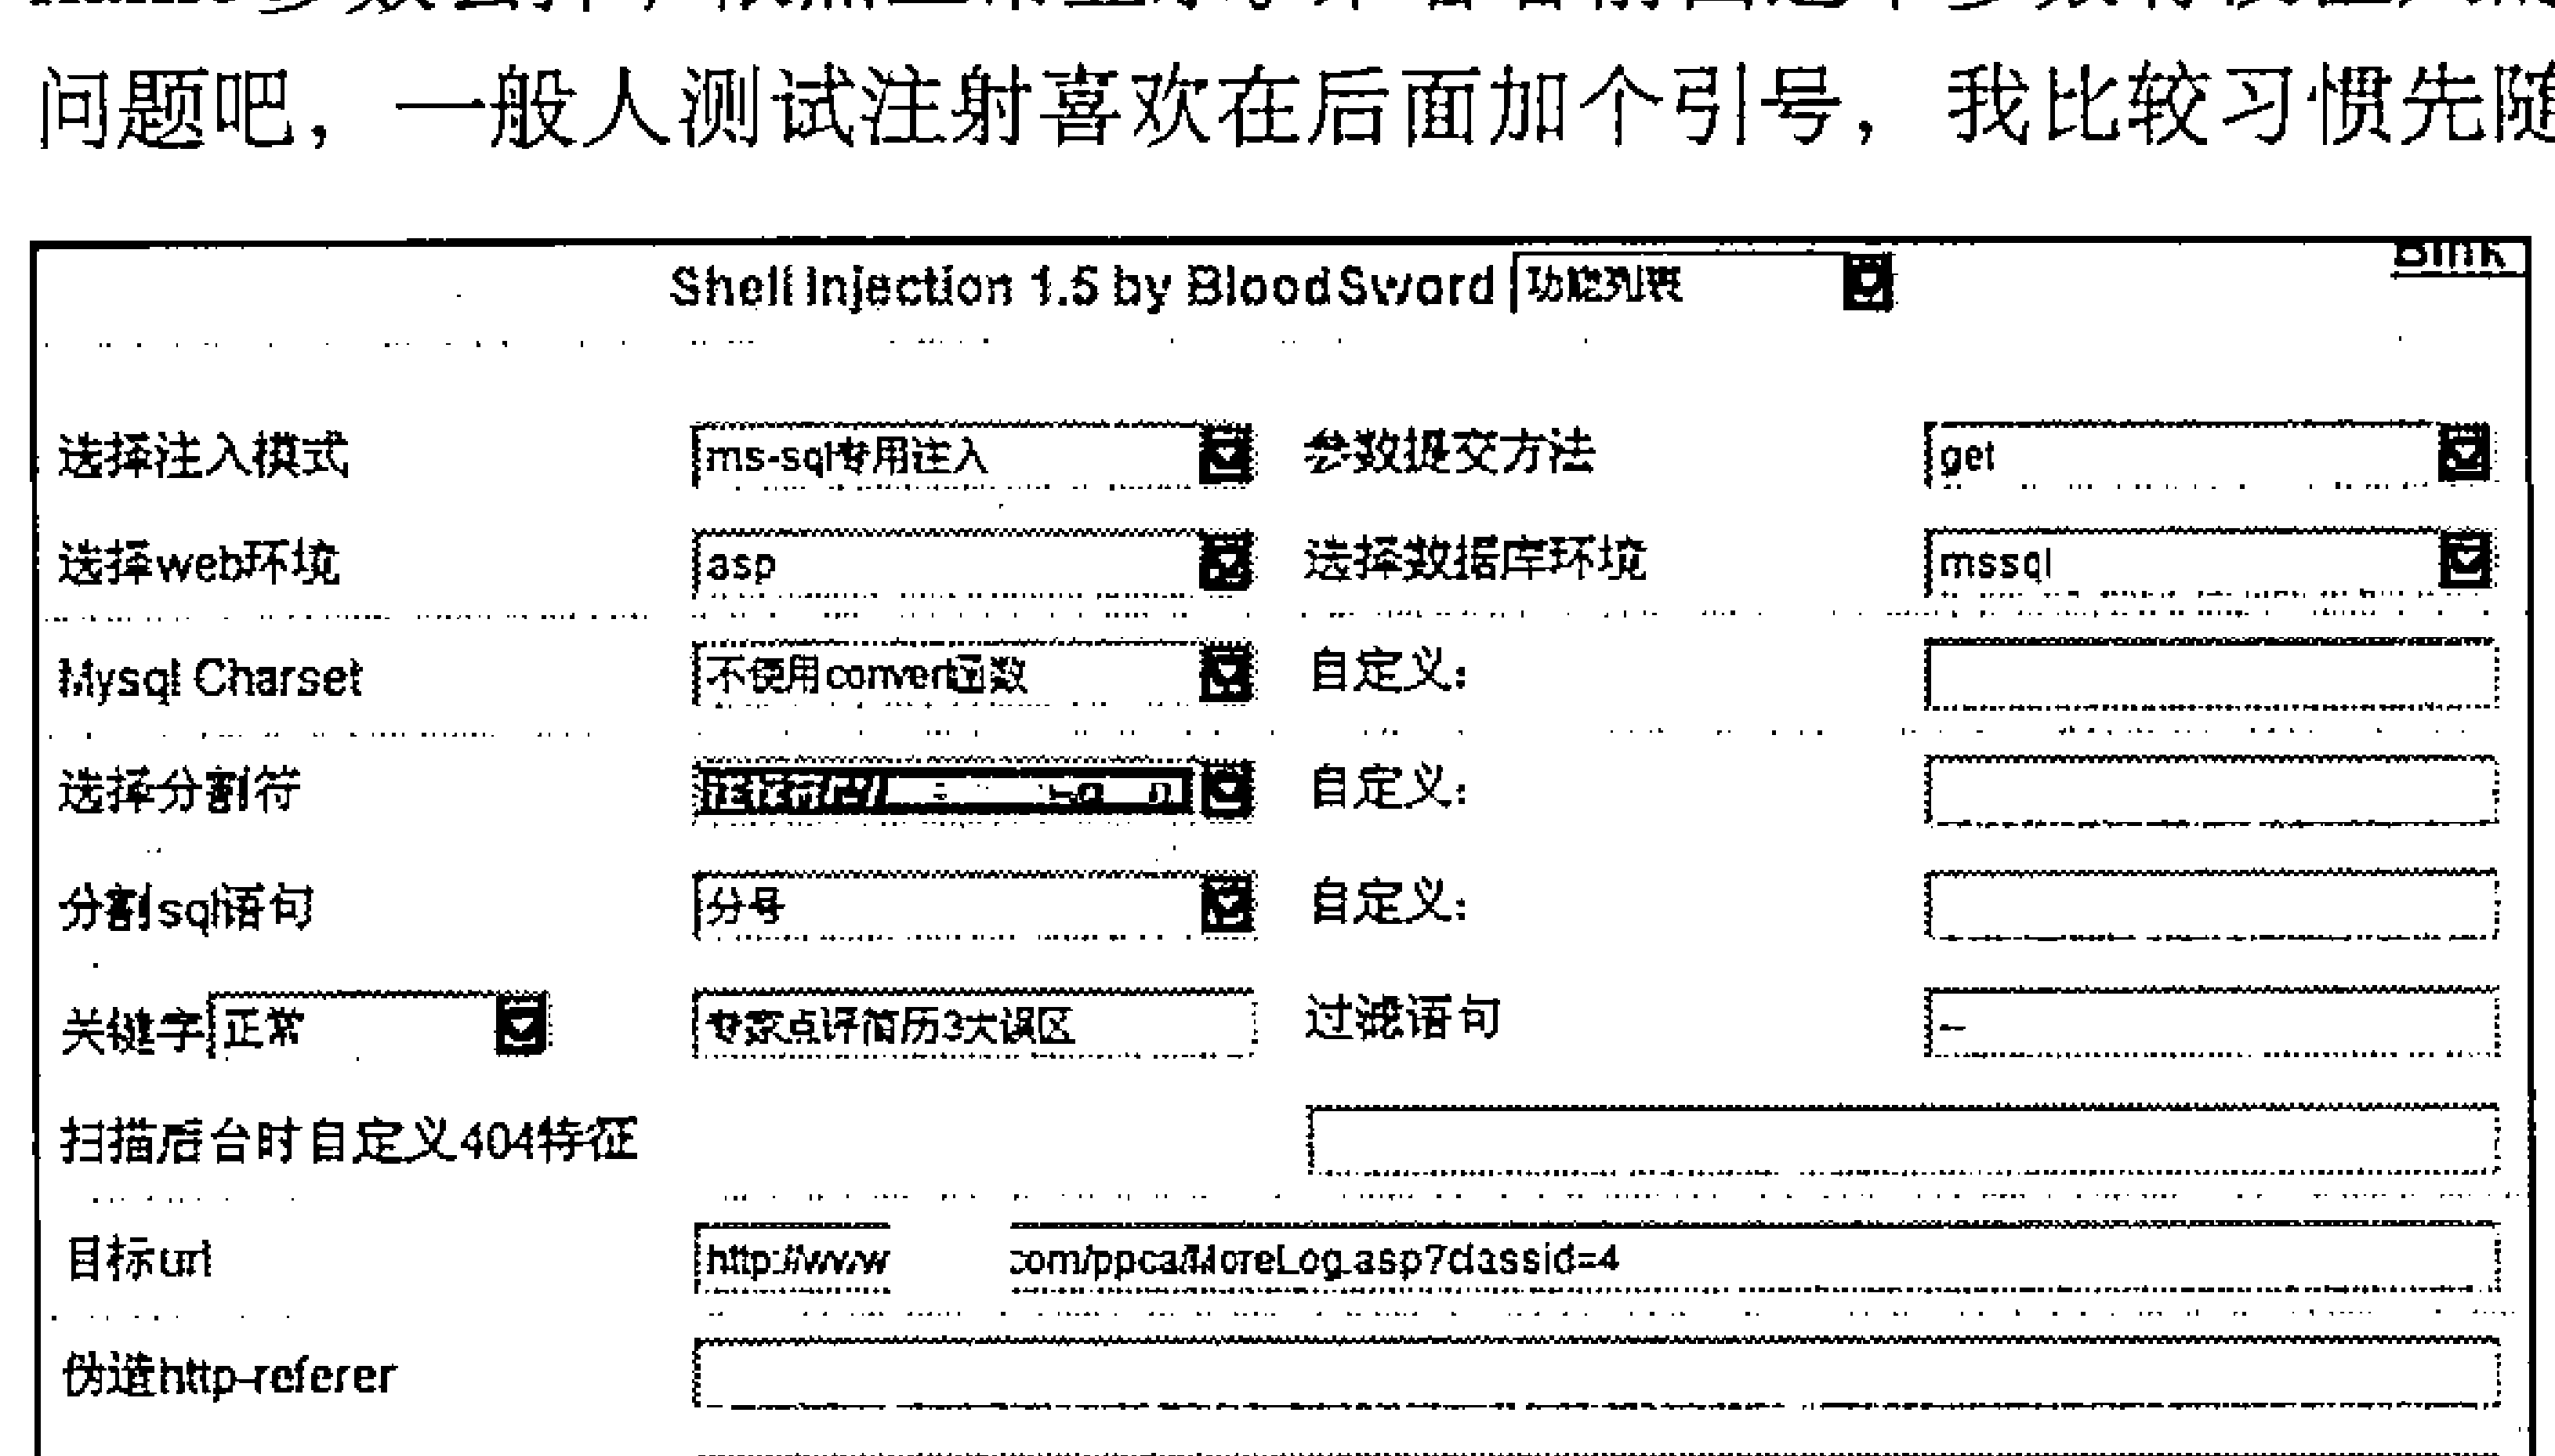 问题吧，一般人测试注射喜欢在后面加个引号，我比较习惯先随
Shell Injection 1.5 by BloodSword 功能列表
选择注入模式 ms-sql专用注入 参数提交方法 get
选择web环境 asp 选择数据库环境 mssql
Mysql Charset 不使用convert函数 自定义：
选择分割符 自定义：
分割sql语句 分号 自定义：
关键字 正常 专家点评简历3大误区 过滤语句 --
扫描后台时自定义404特征
目标url http://www com/ppca/MoreLog.asp?classid=4
伪造http-referer